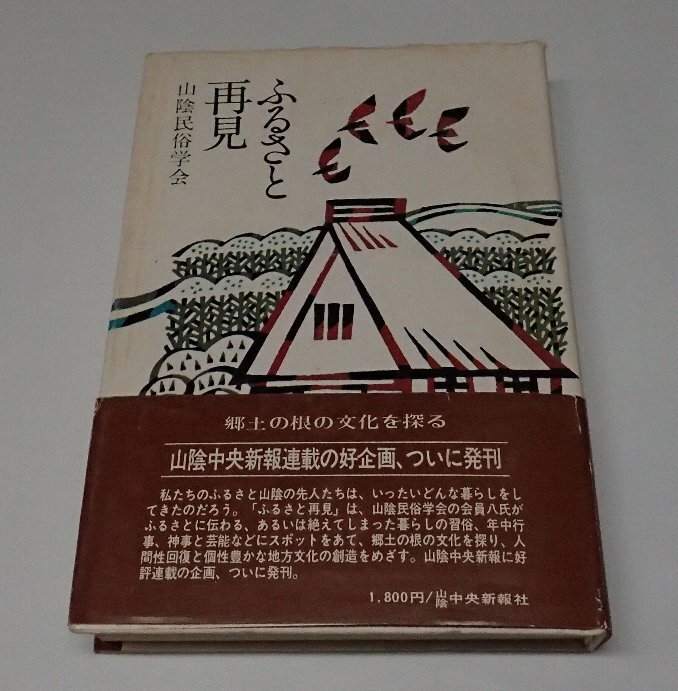 ふるさと
再見
山陰民俗学会
郷土の根の文化を探る
山陰中央新報連載の好企画、ついに発刊
私たちのふるさと山陰の先人たちは、いったいどんな暮らしをし
てきたのだろう。「ふるさと再見」は、山陰民俗学会の会員八氏が
ふるさとに伝わる、あるいは絶えてしまった暮らしの習俗、年中行
事、神事と芸能などにスポットをあて、郷土の根の文化を探り、人
間性回復と個性豊かな地方文化の創造をめざす。山陰中央新報に好
評連載の企画、ついに発刊。
1,800円/山陰中央新報社